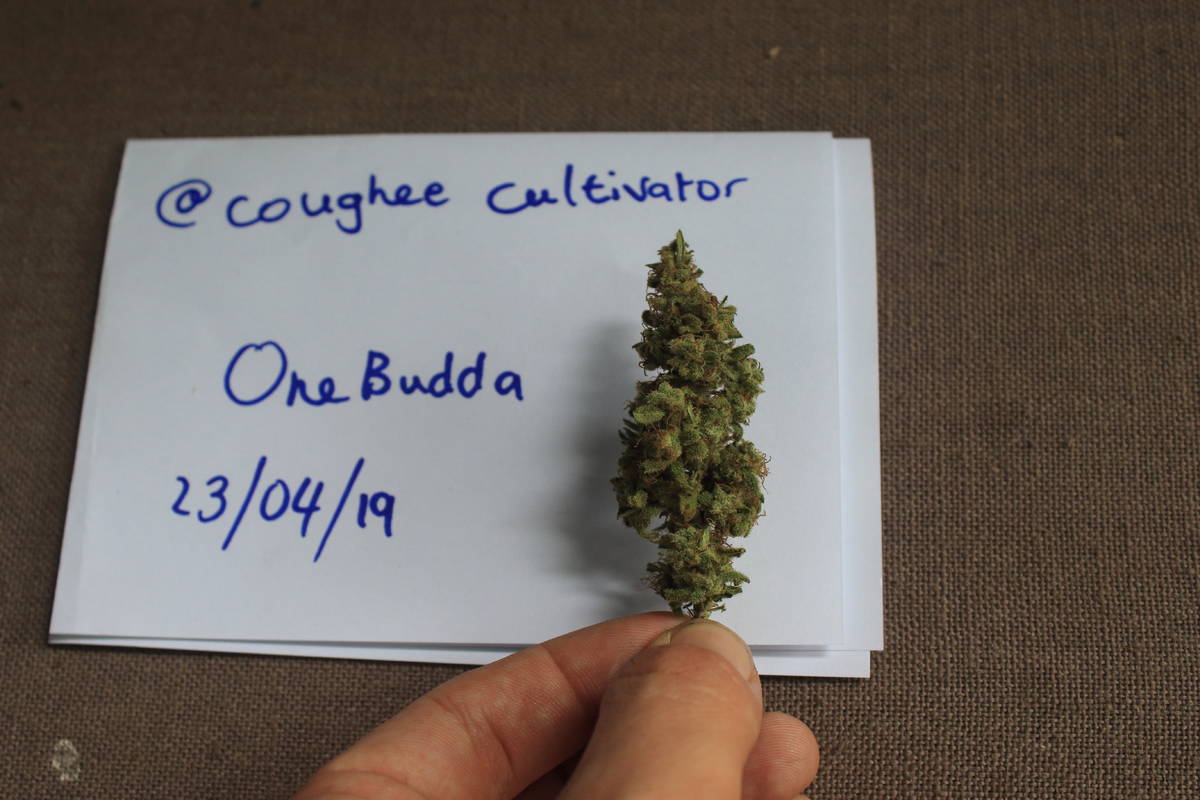 @coughee cultivator
OneBudda
23/04/19